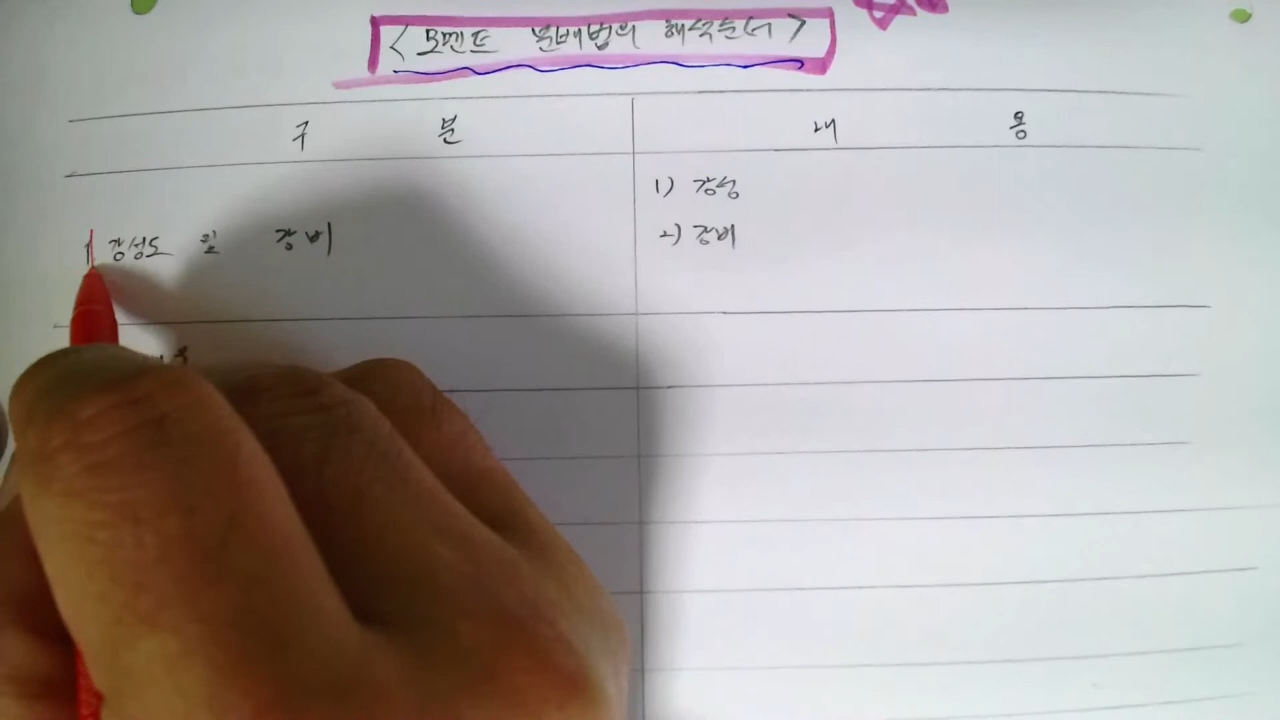 <모멘트 분배법의 해석순서>
구 분
내 용
1 강성도 및 강비
1) 강성
2) 강비